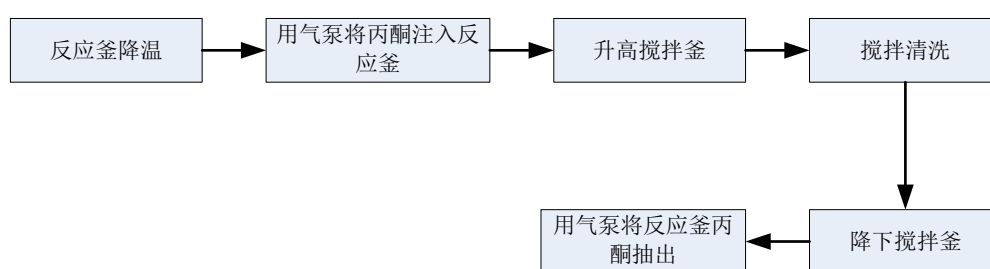 反应釜降温
用气泵将丙酮注入反
应釜
升高搅拌釜
搅拌清洗
降下搅拌釜
用气泵将反应釜丙
酮抽出